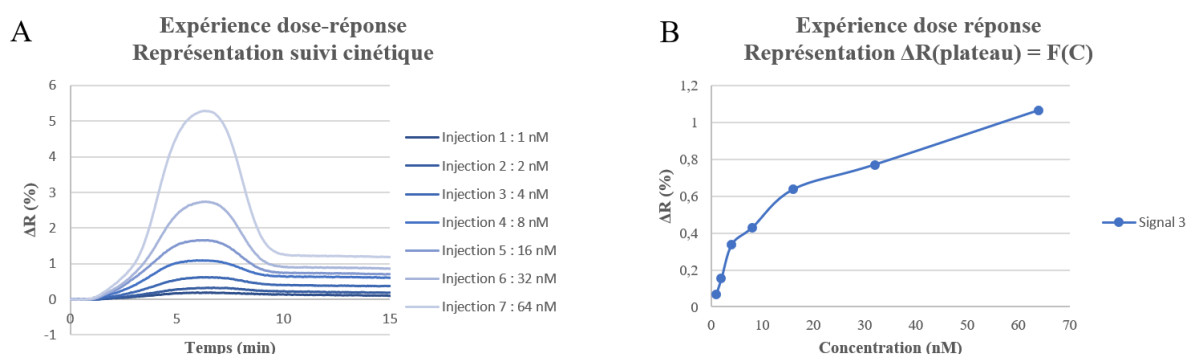 A
Expérience dose-réponse
Représentation suivi cinétique
6
5
4
3
2
1
0
-1
ΔR (%)
0
5
10
15
Temps (min)
Injection 1 : 1 nM
Injection 2 : 2 nM
Injection 3 : 4 nM
Injection 4 : 8 nM
Injection 5 : 16 nM
Injection 6 : 32 nM
Injection 7 : 64 nM
B
Expérience dose réponse
Représentation ΔR(plateau) = F(C)
1,2
1
0,8
0,6
0,4
0,2
0
ΔR (%)
0
10
20
30
40
50
60
70
Concentration (nM)
Signal 3